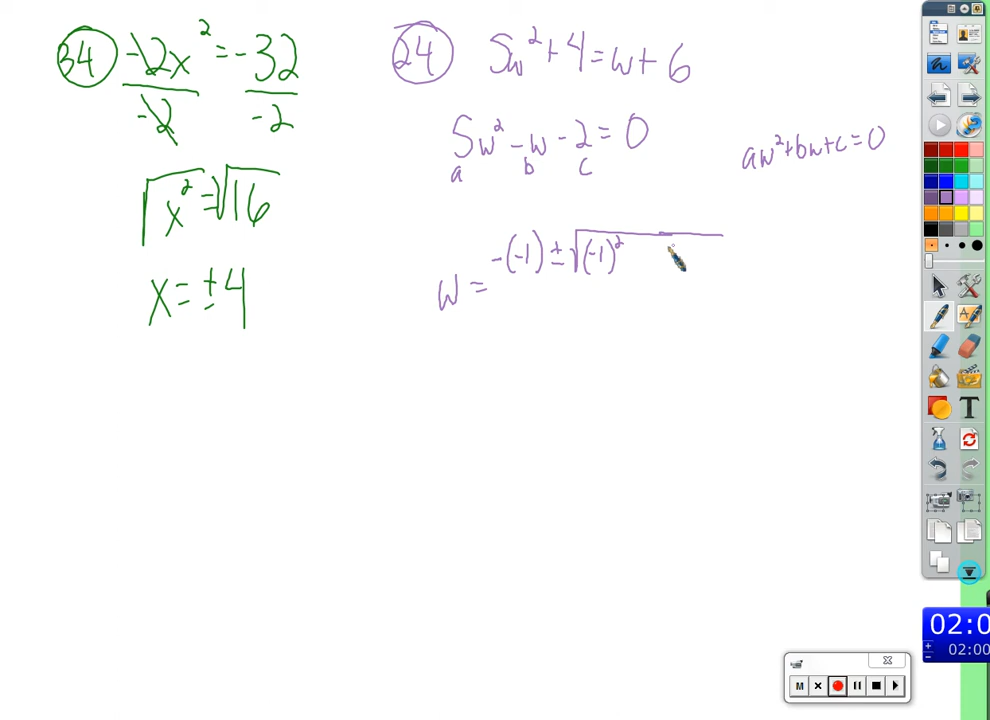 34 -2x² = -32
-2 -2
√x² = √16
x = ±4
24 5w² + 4 = w + 6
5w² - w - 2 = 0
a b c
aw² + bw + c = 0
w = -(-1) ± √(-1)²
02:0
02:00
M
T
A